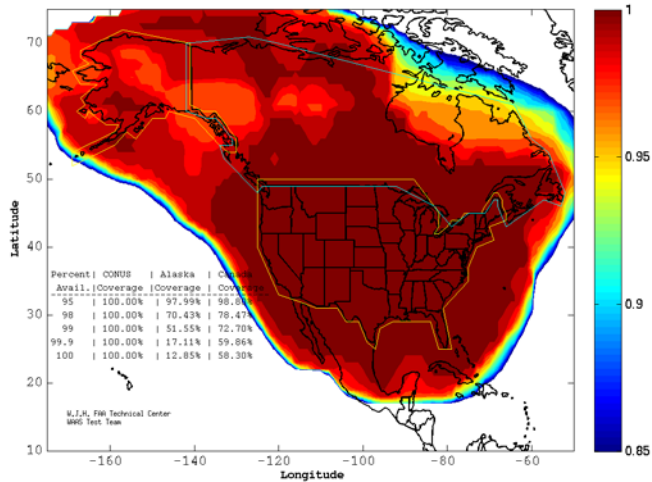 70
60
50
40
30
20
10
Latitude
-160
-140
-120
-100
-80
-60
Longitude
Percent| CONUS | Alaska | Canada
Avail.|Coverage |Coverage | Coverage
95 | 100.00% | 97.99% | 98.80%
98 | 100.00% | 70.43% | 78.47%
99 | 100.00% | 51.55% | 72.70%
99.9 | 100.00% | 17.11% | 59.86%
100 | 100.00% | 12.85% | 58.30%
W.J.H. FAA Technical Center
WAAS Test Team
1
0.95
0.9
0.85